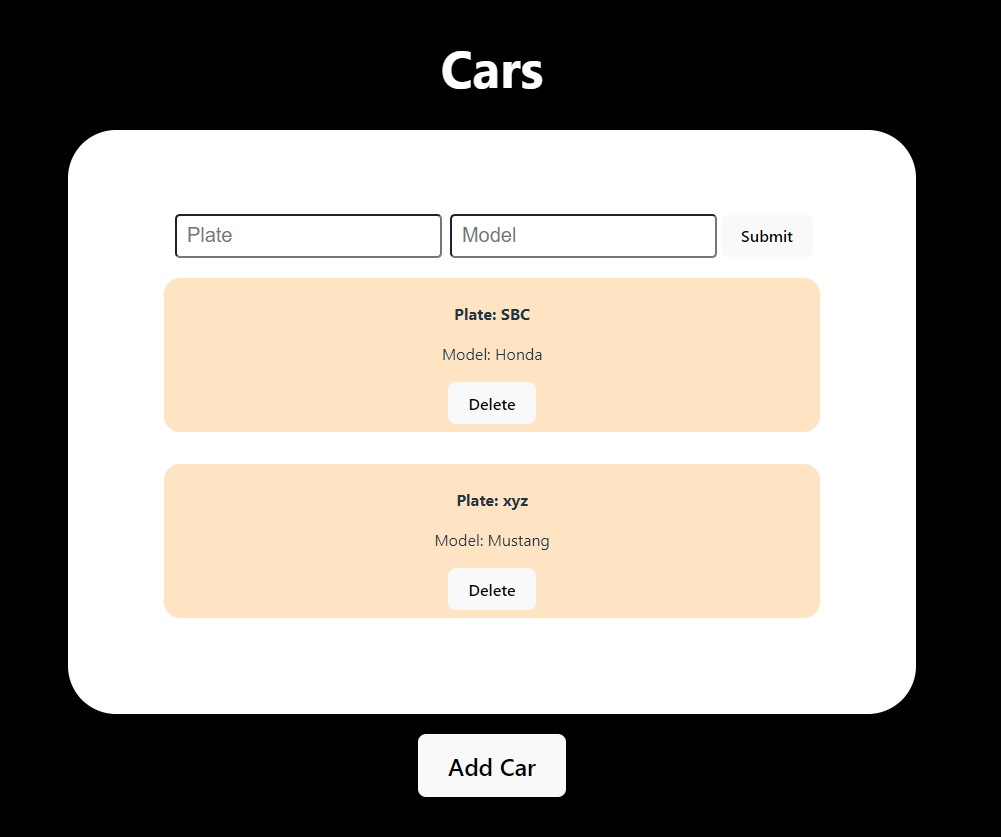 Cars
Plate Model Submit
Plate: SBC
Model: Honda
Delete
Plate: xyz
Model: Mustang
Delete
Add Car